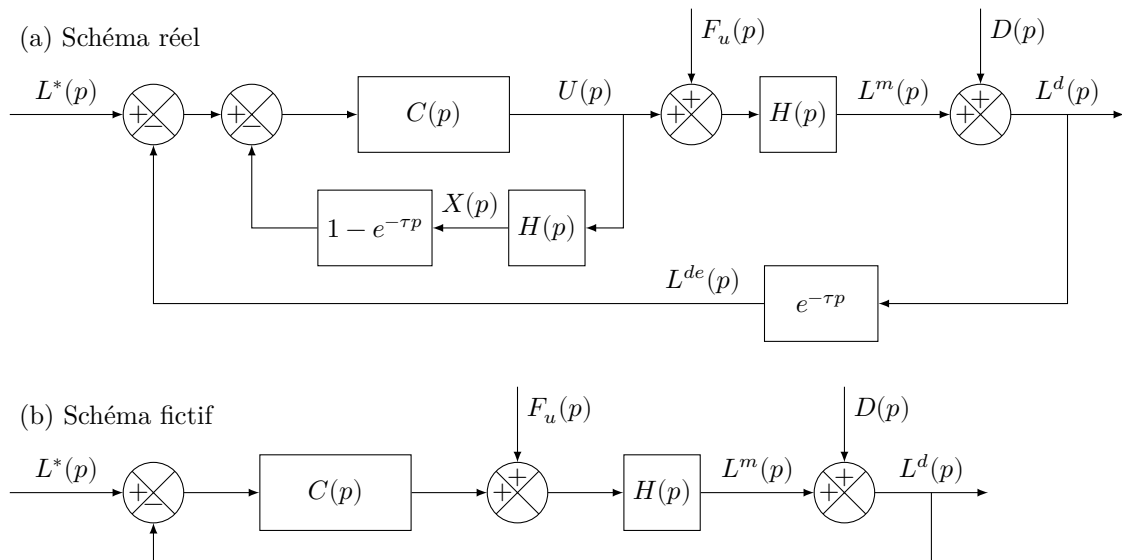 (a) Schéma réel
F_u(p)
D(p)
L*(p)
U(p)
L^m(p)
L^d(p)
+ −
+ −
C(p)
+ +
H(p)
+ +
1 − e^{−τp}
X(p)
H(p)
L^{de}(p)
e^{−τp}
(b) Schéma fictif
F_u(p)
D(p)
L*(p)
L^m(p)
L^d(p)
+ −
C(p)
+ +
H(p)
+ +